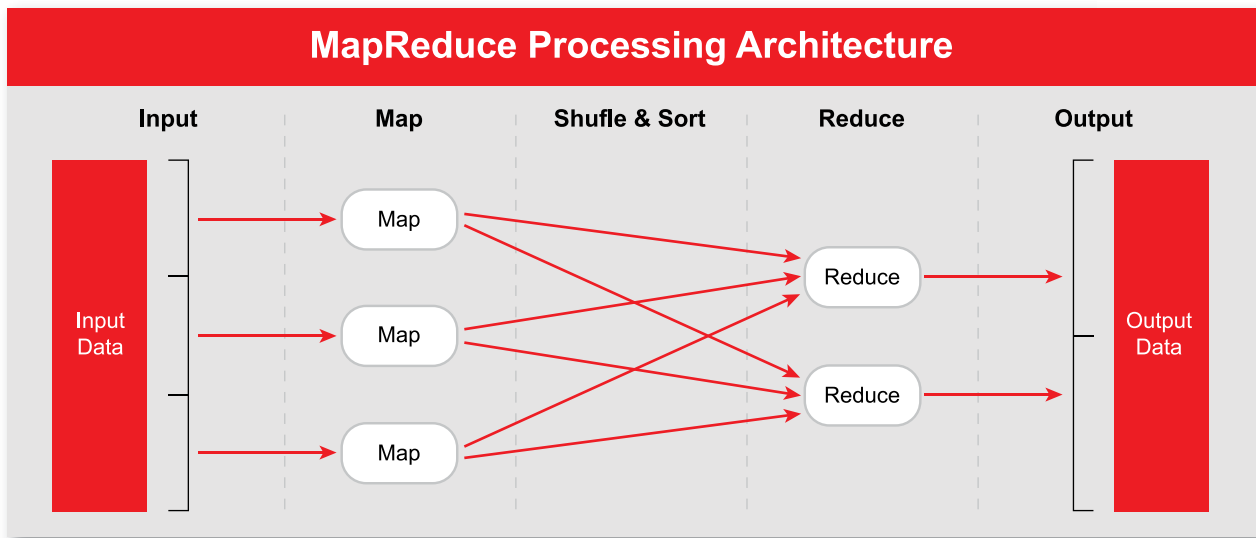 MapReduce Processing Architecture
Input
Map
Shufle & Sort
Reduce
Output
Map
Map
Map
Input
Data
Reduce
Reduce
Output
Data